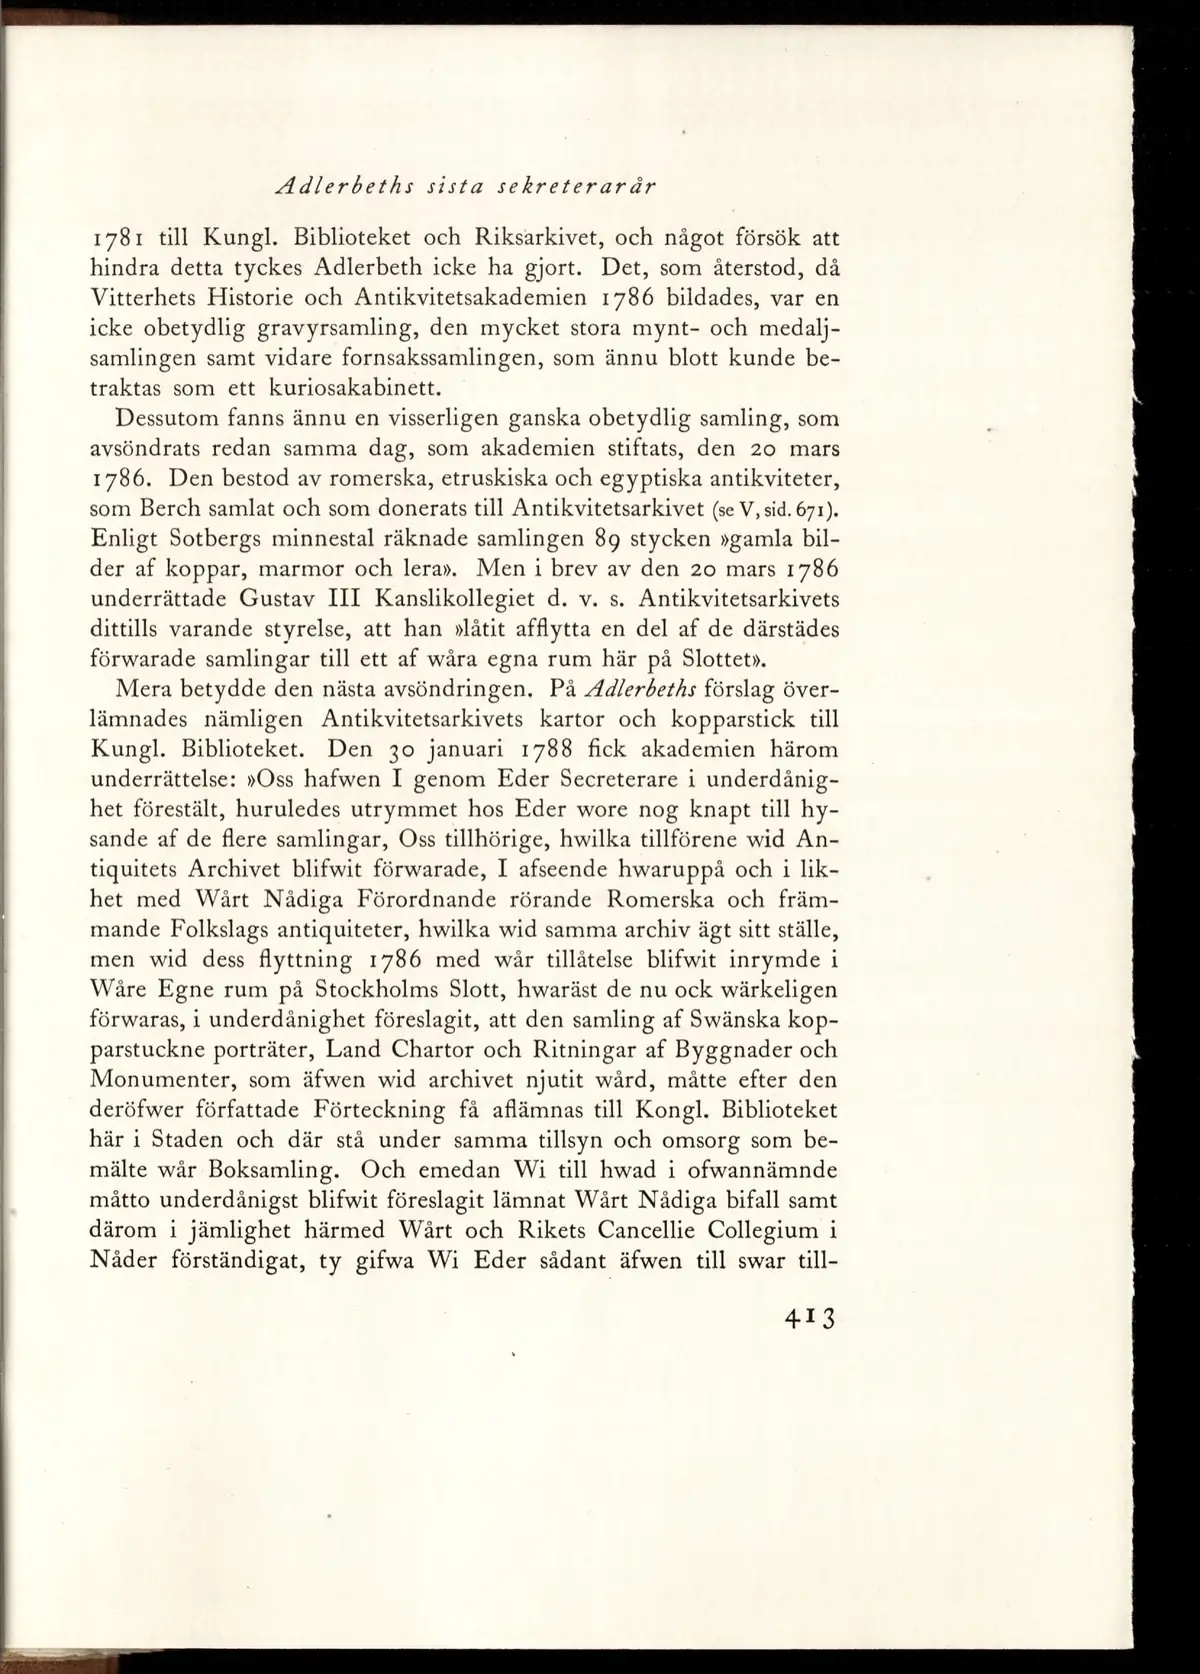 Adlerbeths sista sekreterarår
1781 till Kungl. Biblioteket och Riksarkivet, och något försök att
hindra detta tyckes Adlerbeth icke ha gjort. Det, som återstod, då
Vitterhets Historie och Antikvitetsakademien 1786 bildades, var en
icke obetydlig gravyrsamling, den mycket stora mynt- och medalj-
samlingen samt vidare fornsakssamlingen, som ännu blott kunde be-
traktas som ett kuriosakabinett.
Dessutom fanns ännu en visserligen ganska obetydlig samling, som
avsöndrats redan samma dag, som akademien stiftats, den 20 mars
1786. Den bestod av romerska, etruskiska och egyptiska antikviteter,
som Berch samlat och som donerats till Antikvitetsarkivet (se V, sid. 671).
Enligt Sotbergs minnestal räknade samlingen 89 stycken »gamla bil-
der af koppar, marmor och lera». Men i brev av den 20 mars 1786
underrättade Gustav III Kanslikollegiet d. v. s. Antikvitetsarkivets
dittills varande styrelse, att han »låtit afflytta en del af de därstädes
förwarade samlingar till ett af wåra egna rum här på Slottet».
Mera betydde den nästa avsöndringen. På Adlerbeths förslag över-
lämnades nämligen Antikvitetsarkivets kartor och kopparstick till
Kungl. Biblioteket. Den 30 januari 1788 fick akademien härom
underrättelse: »Oss hafwen I genom Eder Secreterare i underdånig-
het förestält, huruledes utrymmet hos Eder wore nog knapt till hy-
sande af de flere samlingar, Oss tillhörige, hwilka tillförene wid An-
tiquitets Archivet blifwit förwarade, I afseende hwaruppå och i lik-
het med Wårt Nådiga Förordnande rörande Romerska och främ-
mande Folkslags antiquiteter, hwilka wid samma archiv ägt sitt ställe,
men wid dess flyttning 1786 med wår tillåtelse blifwit inrymde i
Wåre Egne rum på Stockholms Slott, hwaräst de nu ock wärkeligen
förwaras, i underdånighet föreslagit, att den samling af Swänska kop-
parstuckne porträter, Land Chartor och Ritningar af Byggnader och
Monumenter, som äfwen wid archivet njutit wård, måtte efter den
deröfwer författade Förteckning få aflämnas till Kongl. Biblioteket
här i Staden och där stå under samma tillsyn och omsorg som be-
mälte wår Boksamling. Och emedan Wi till hwad i ofwannämnde
måtto underdånigst blifwit föreslagit lämnat Wårt Nådiga bifall samt
därom i jämlighet härmed Wårt och Rikets Cancellie Collegium i
Nåder förständigat, ty gifwa Wi Eder sådant äfwen till swar till-
413